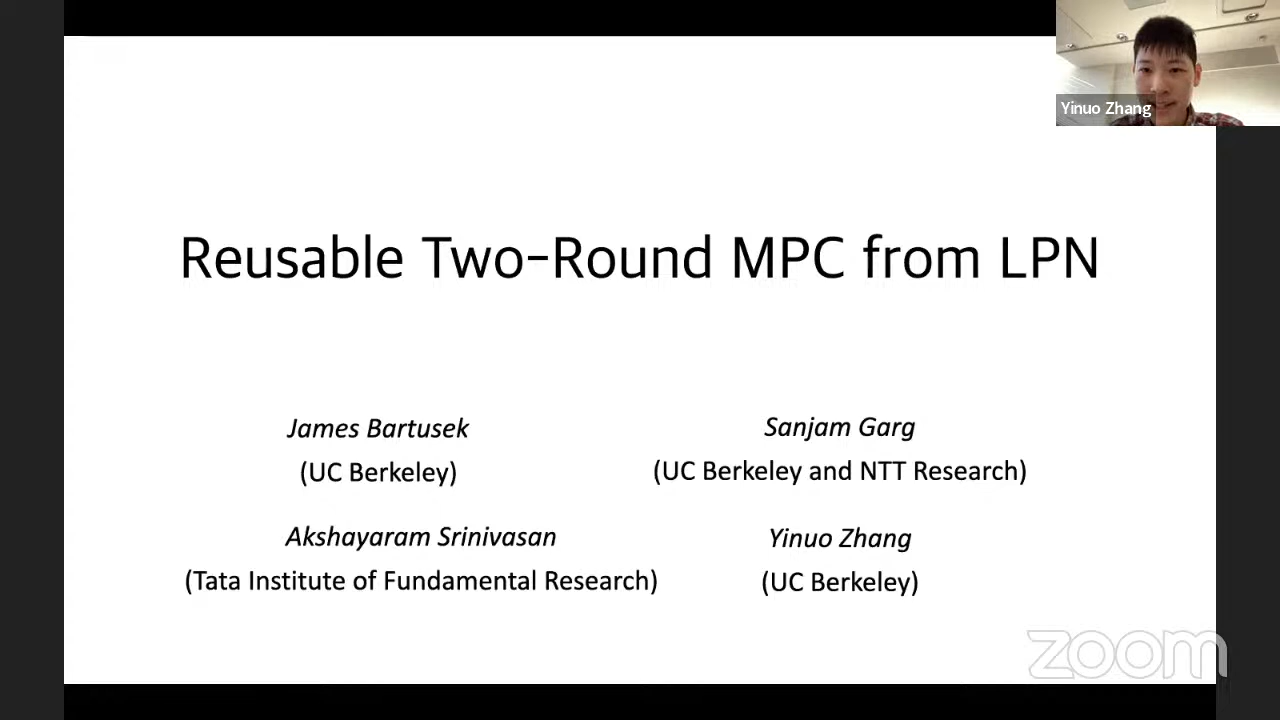 Yinuo Zhang
Reusable Two-Round MPC from LPN
James Bartusek
(UC Berkeley)
Sanjam Garg
(UC Berkeley and NTT Research)
Akshayaram Srinivasan
(Tata Institute of Fundamental Research)
Yinuo Zhang
(UC Berkeley)
zoom